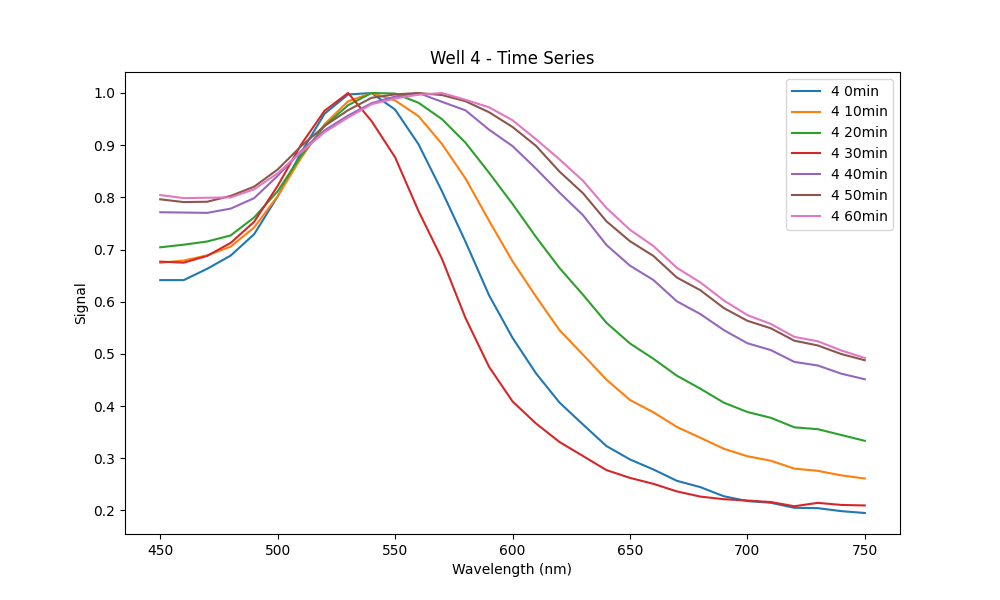 Well 4 - Time Series
Signal
1.0
0.9
0.8
0.7
0.6
0.5
0.4
0.3
0.2
4 0min
4 10min
4 20min
4 30min
4 40min
4 50min
4 60min
450 500 550 600 650 700 750
Wavelength (nm)